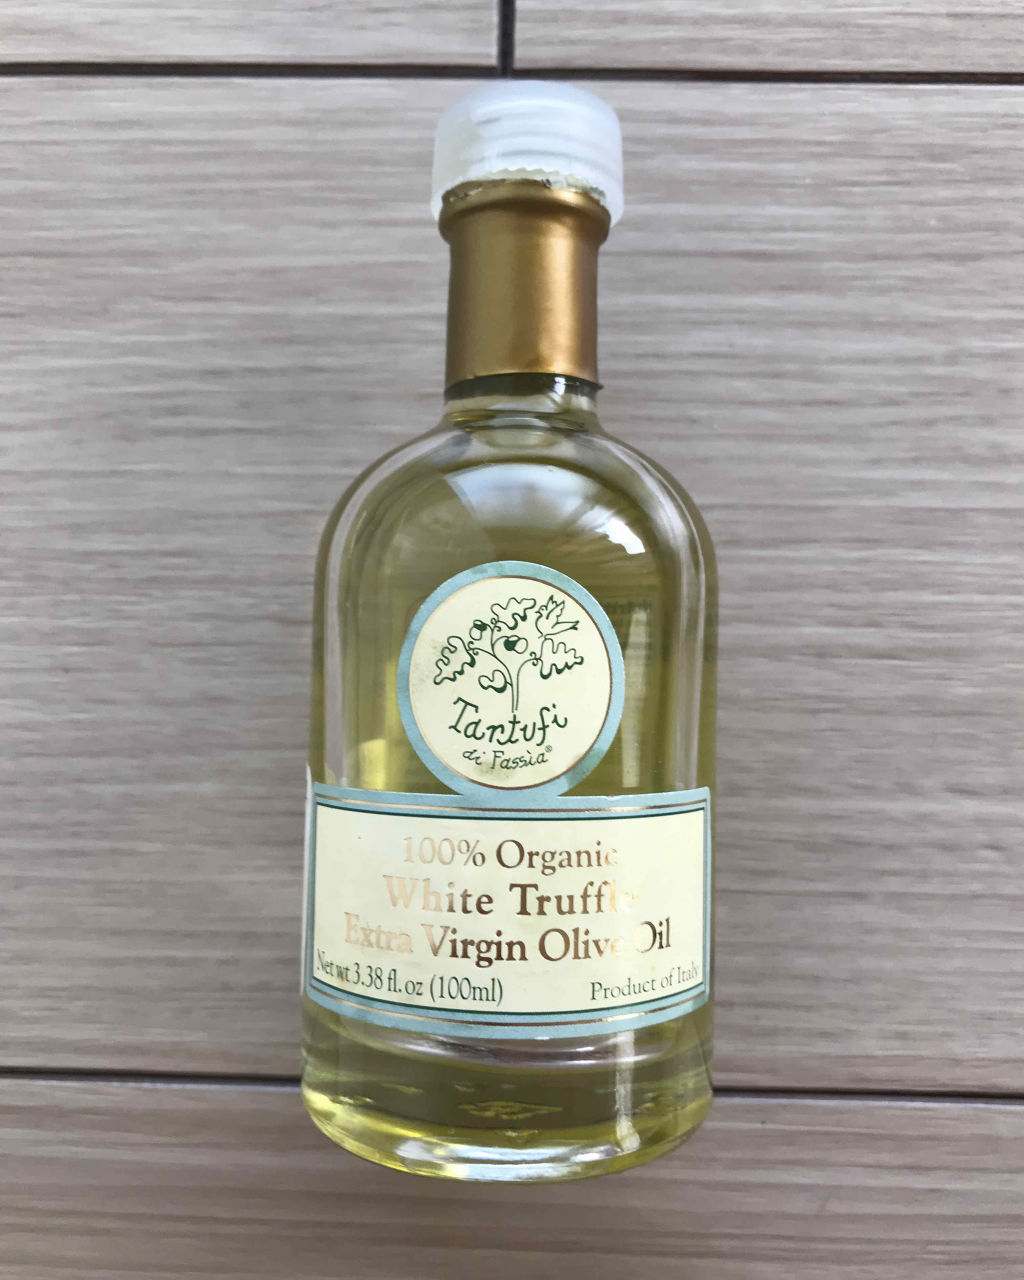 Tartufi
di Fassìa®
100% Organic
White Truffle
Extra Virgin Olive Oil
Net wt 3.38 fl. oz (100ml)
Product of Italy